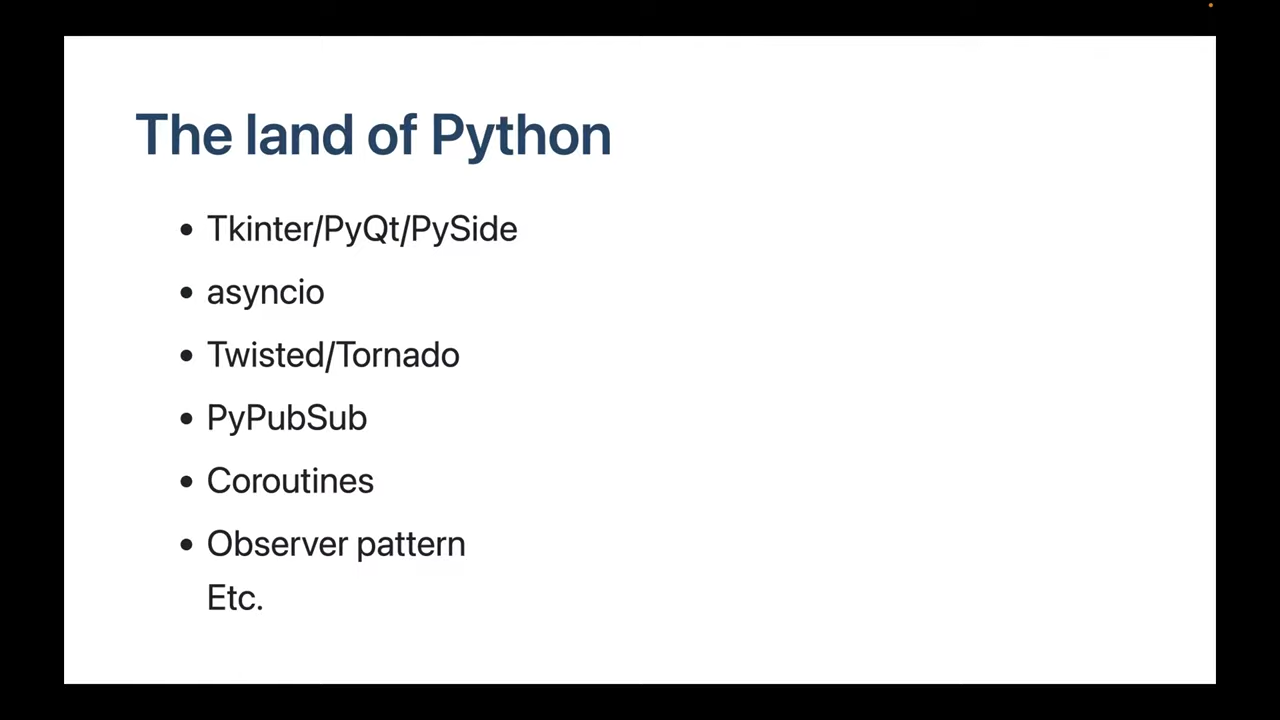 The land of Python
• Tkinter/PyQt/PySide
• asyncio
• Twisted/Tornado
• PyPubSub
• Coroutines
• Observer pattern
Etc.